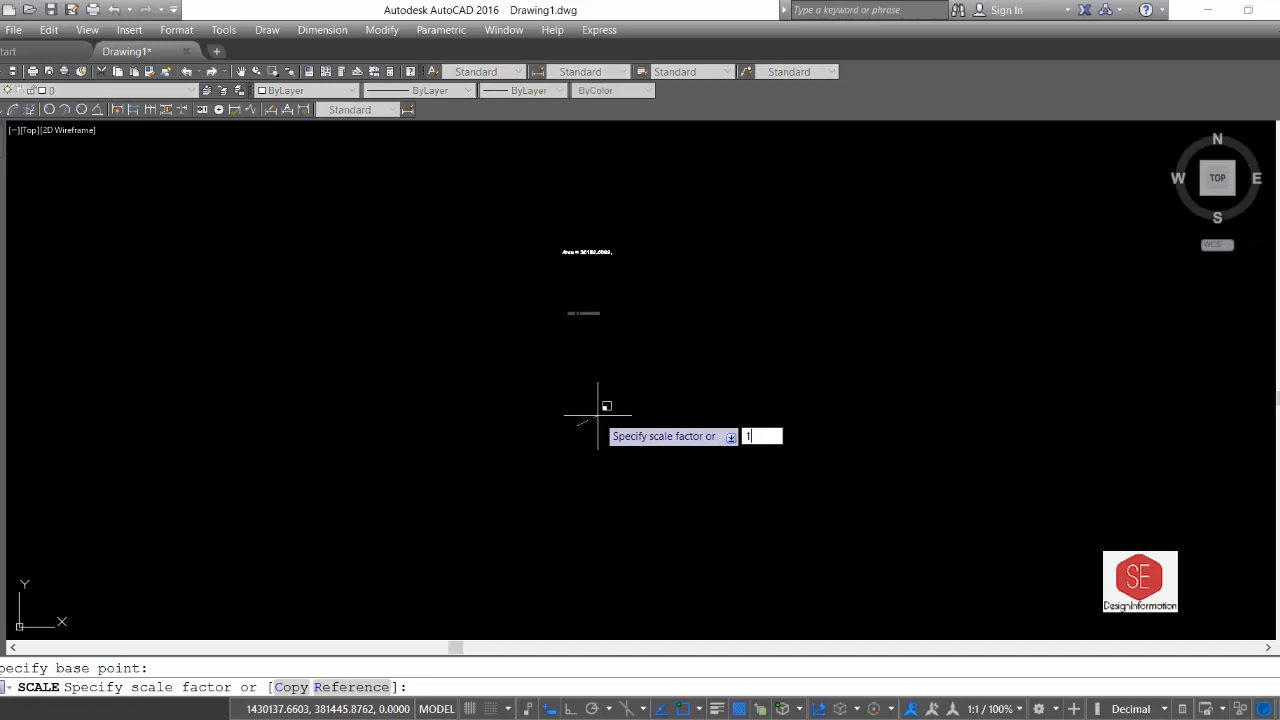 Autodesk AutoCAD 2016 Drawing1.dwg
Type a keyword or phrase
Sign In
File Edit View Insert Format Tools Draw Dimension Modify Parametric Window Help Express
tart Drawing1*
Standard Standard Standard Standard
0 ByLayer ByLayer ByLayer ByColor
Standard
[−][Top][2D Wireframe]
N
W TOP E
S
WCS
Specify scale factor or 1
SE
DesignInformation
Y
X
pecify base point:
SCALE Specify scale factor or [Copy Reference]:
1430137.6603, 381445.8762, 0.0000 MODEL 1:1 / 100% Decimal